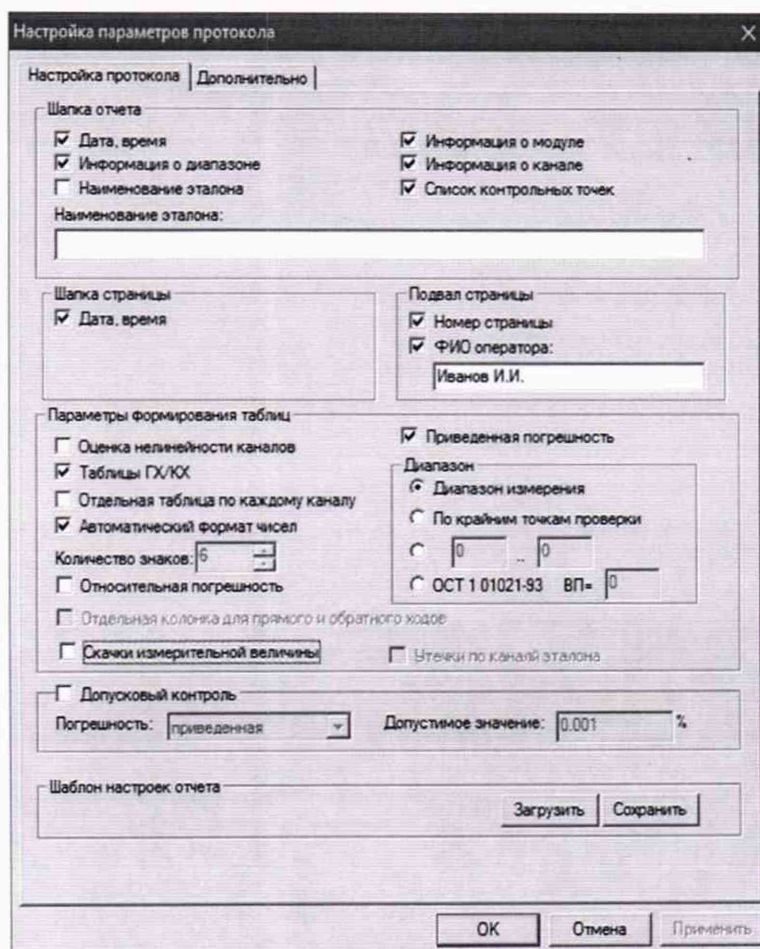 Настройка параметров протокола
Настройка протокола Дополнительно
Шапка отчета
Дата, время
Информация о модуле
Информация о диапазоне
Информация о канале
Наименование эталона
Список контрольных точек
Наименование эталона:
Шапка страницы
Дата, время
Подвал страницы
Номер страницы
ФИО оператора:
Иванов И.И.
Параметры формирования таблиц
Оценка нелинейности каналов
Таблицы ГХ/КХ
Отдельная таблица по каждому каналу
Автоматический формат чисел
Количество знаков: 6
Относительная погрешность
Приведенная погрешность
Диапазон
Диапазон измерения
По крайним точкам проверки
0 .. 0
ОСТ 1 01021-93 ВП= 0
Отдельная колонка для прямого и обратного ходов
Скачки измерительной величины
Утечки по каналй эталона
Допусковый контроль
Погрешность: приведенная Допустимое значение: 0.001 %
Шаблон настроек отчета
Загрузить Сохранить
OK Отмена Применить